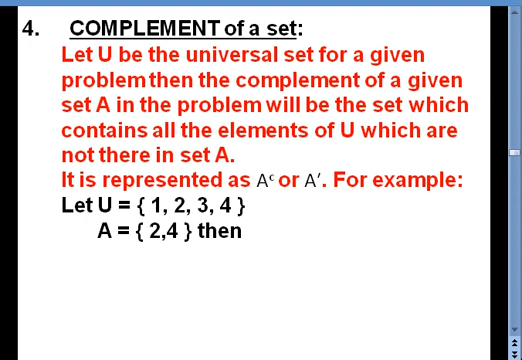 4. COMPLEMENT of a set:
Let U be the universal set for a given
problem then the complement of a given
set A in the problem will be the set which
contains all the elements of U which are
not there in set A.
It is represented as Aᶜ or A′. For example:
Let U = { 1, 2, 3, 4 }
A = { 2,4 } then